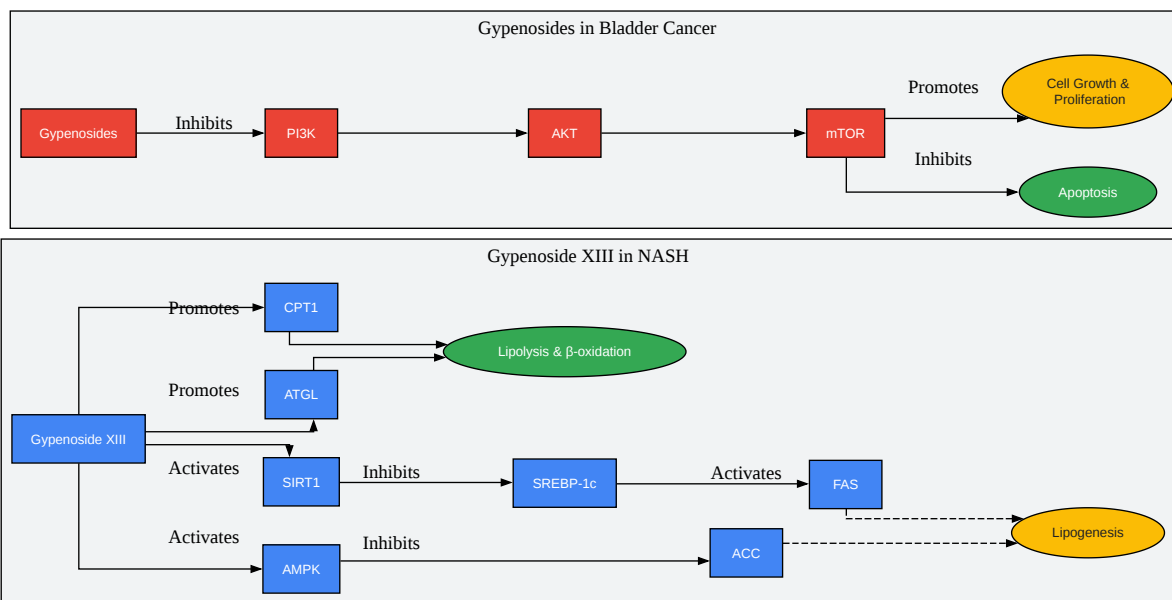 Gypenosides in Bladder Cancer
Promotes
Cell Growth &
Proliferation
Gypenosides
Inhibits
PI3K
AKT
mTOR
Inhibits
Apoptosis
Gypenoside XIII in NASH
Promotes
CPT1
Lipolysis & β-oxidation
Promotes
ATGL
Gypenoside XIII
Activates
SIRT1
Inhibits
SREBP-1c
Activates
FAS
Lipogenesis
Activates
AMPK
Inhibits
ACC